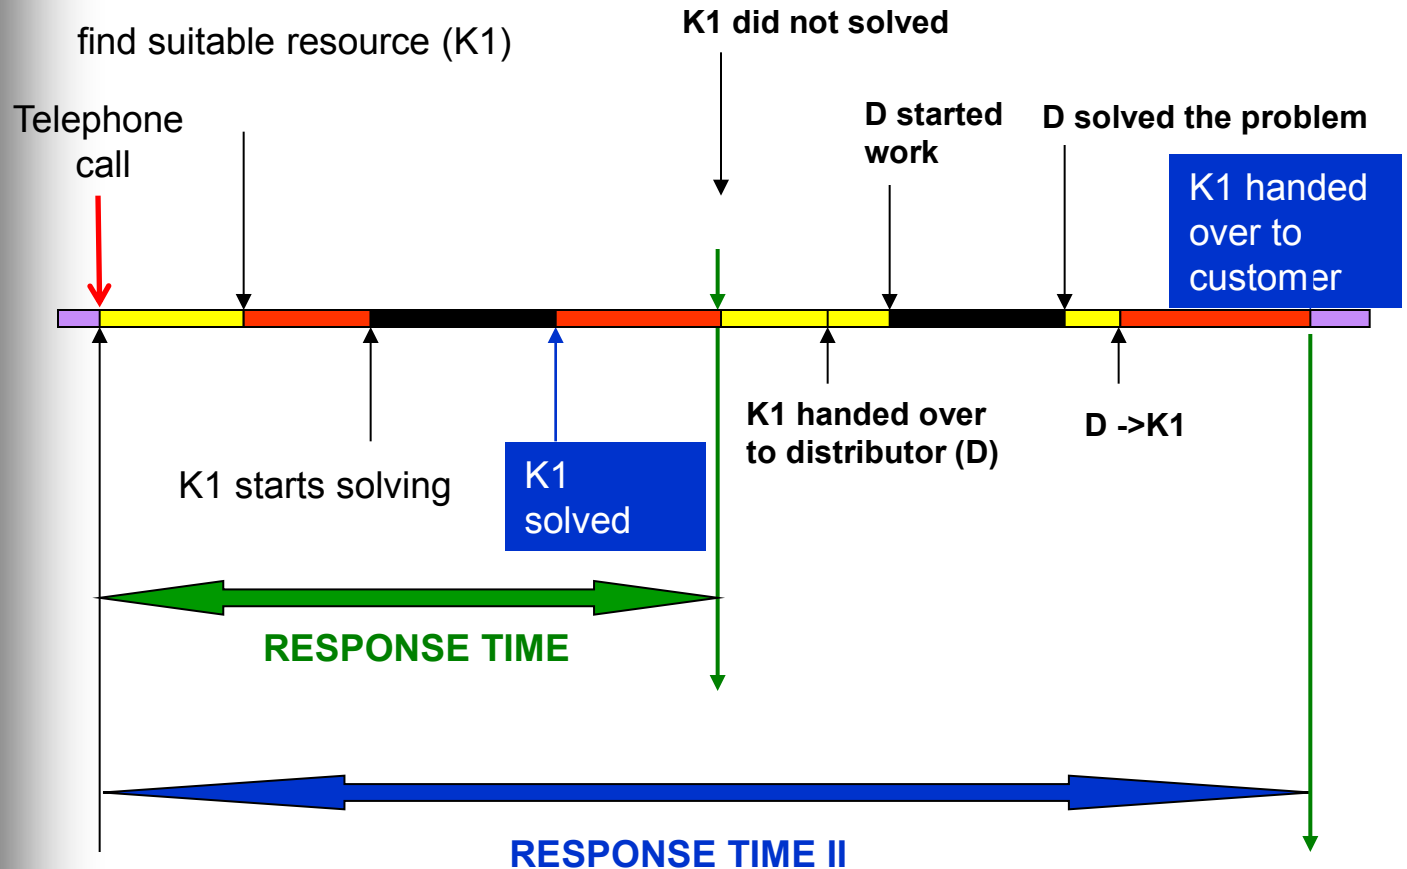 find suitable resource (K1)
K1 did not solved
Telephone
call
D started
work
D solved the problem
K1 handed
over to
customer
K1 starts solving
K1
solved
K1 handed over
to distributor (D)
D ->K1
RESPONSE TIME
RESPONSE TIME II